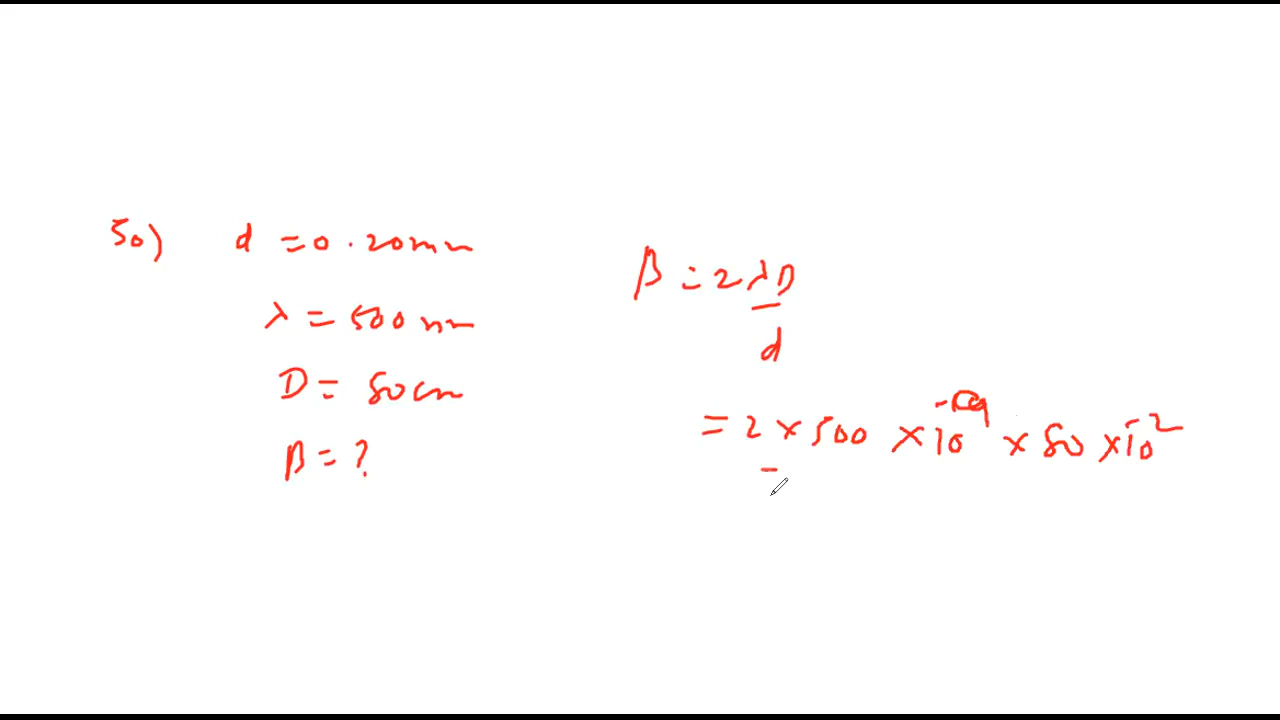 50) d = 0.20mm
λ = 500 nm
D = 80cm
β = ?
β = 2λD
d
= 2 × 500 × 10⁻⁹ × 80 × 10⁻²